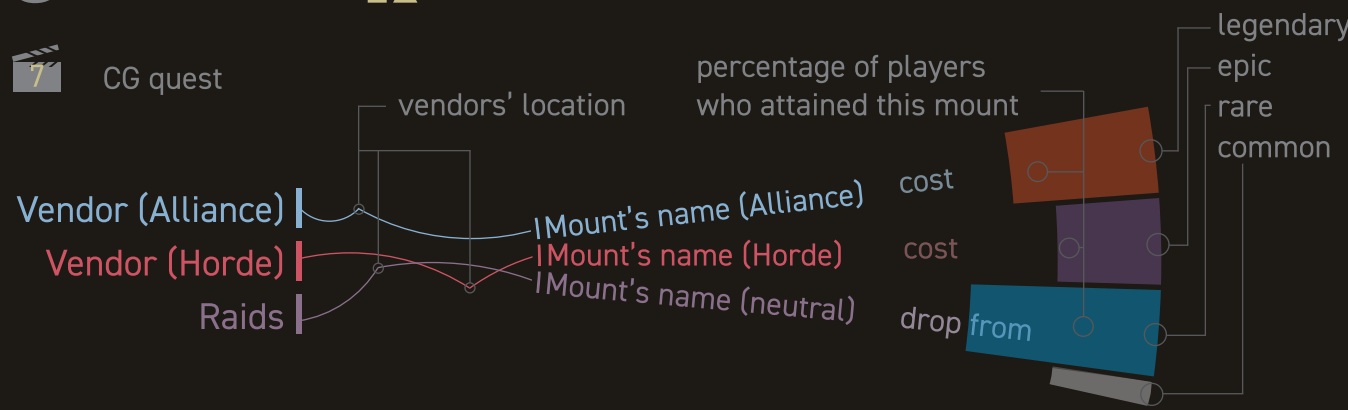 7
CG quest
vendors' location
percentage of players
who attained this mount
legendary
epic
rare
common
Vendor (Alliance)
Vendor (Horde)
Raids
Mount's name (Alliance)
Mount's name (Horde)
Mount's name (neutral)
cost
cost
drop from